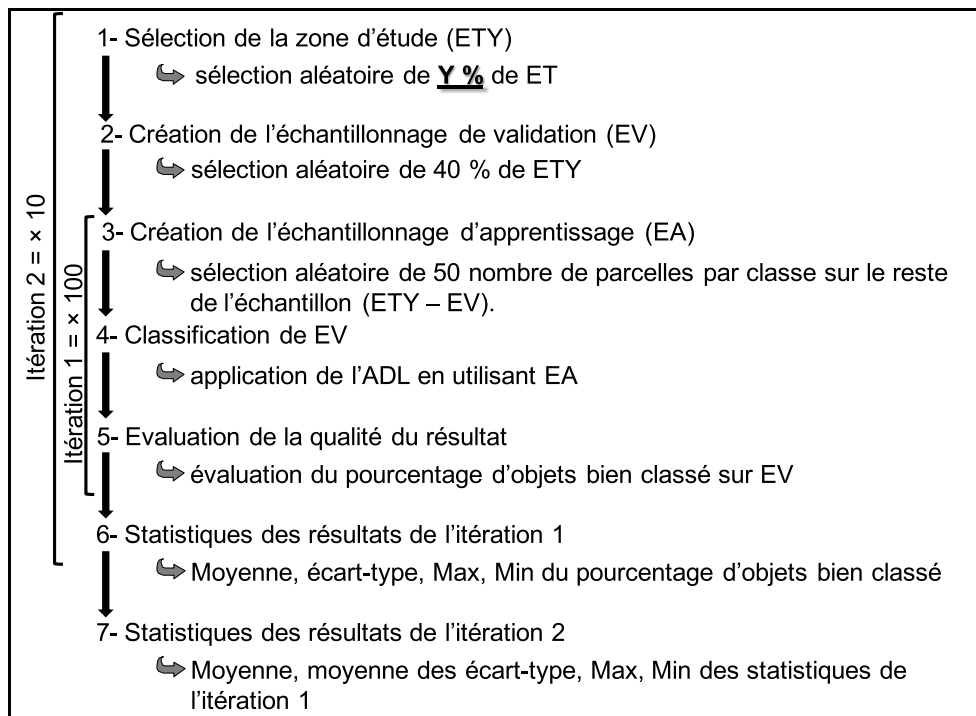 1- Sélection de la zone d'étude (ETY)
sélection aléatoire de Y % de ET
2- Création de l'échantillonnage de validation (EV)
sélection aléatoire de 40 % de ETY
Itération 2 = × 10
Itération 1 = × 100
3- Création de l'échantillonnage d'apprentissage (EA)
sélection aléatoire de 50 nombre de parcelles par classe sur le reste
de l'échantillon (ETY – EV).
4- Classification de EV
application de l'ADL en utilisant EA
5- Evaluation de la qualité du résultat
évaluation du pourcentage d'objets bien classé sur EV
6- Statistiques des résultats de l'itération 1
Moyenne, écart-type, Max, Min du pourcentage d'objets bien classé
7- Statistiques des résultats de l'itération 2
Moyenne, moyenne des écart-type, Max, Min des statistiques de
l'itération 1